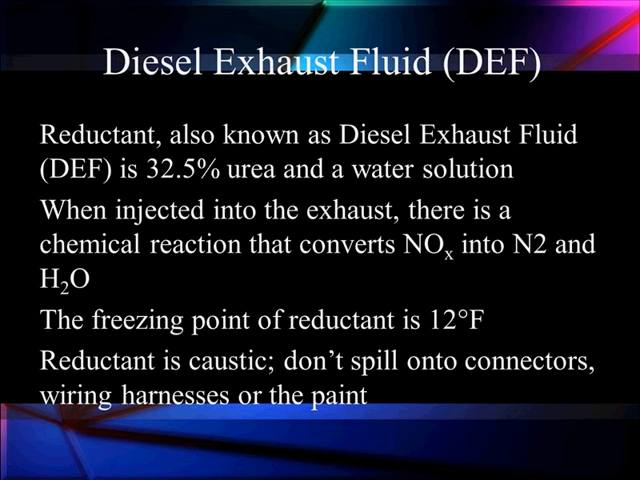 Diesel Exhaust Fluid (DEF)
Reductant, also known as Diesel Exhaust Fluid
(DEF) is 32.5% urea and a water solution
When injected into the exhaust, there is a
chemical reaction that converts NOₓ into N2 and
H₂O
The freezing point of reductant is 12°F
Reductant is caustic; don’t spill onto connectors,
wiring harnesses or the paint